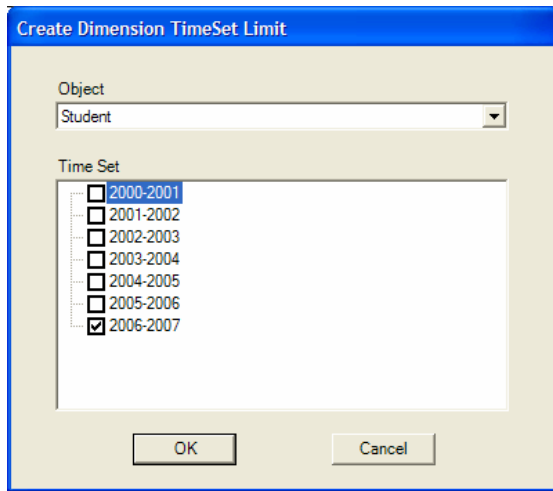 Create Dimension TimeSet Limit
Object
Student
Time Set
2000-2001
2001-2002
2002-2003
2003-2004
2004-2005
2005-2006
2006-2007
OK Cancel